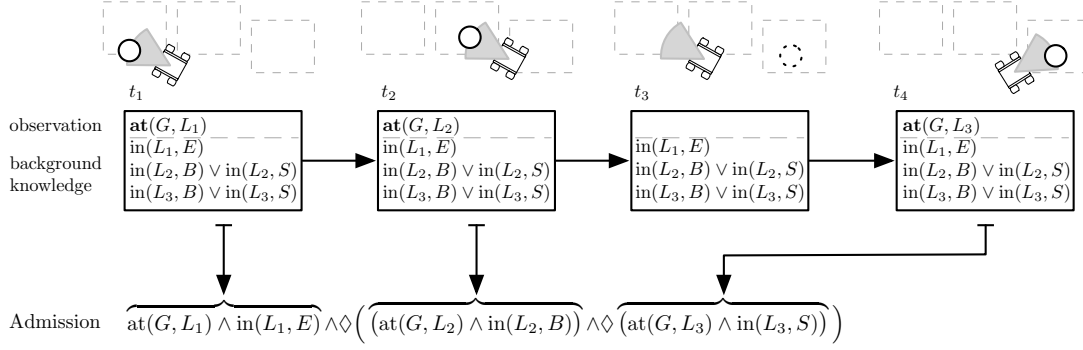 t₁ t₂ t₃ t₄
observation at(G, L₁) at(G, L₂) at(G, L₃)
in(L₁, E) in(L₁, E) in(L₁, E) in(L₁, E)
background in(L₂, B) ∨ in(L₂, S) in(L₂, B) ∨ in(L₂, S) in(L₂, B) ∨ in(L₂, S) in(L₂, B) ∨ in(L₂, S)
knowledge in(L₃, B) ∨ in(L₃, S) in(L₃, B) ∨ in(L₃, S) in(L₃, B) ∨ in(L₃, S) in(L₃, B) ∨ in(L₃, S)
Admission at(G, L₁) ∧ in(L₁, E) ∧◊( (at(G, L₂) ∧ in(L₂, B)) ∧◊ (at(G, L₃) ∧ in(L₃, S)) )